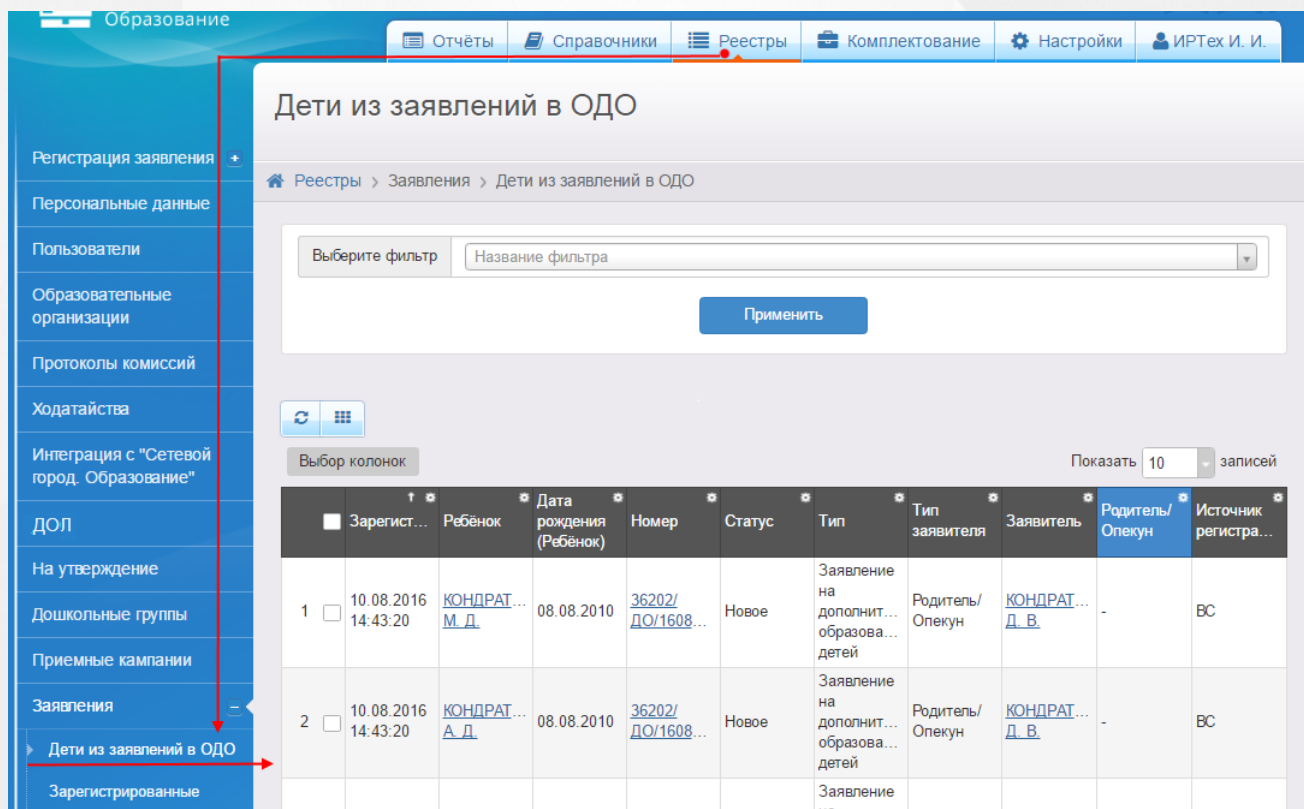 Образование
Отчёты Справочники Реестры Комплектование Настройки ИРТех И. И.
Дети из заявлений в ОДО
Реестры > Заявления > Дети из заявлений в ОДО
Регистрация заявления
Персональные данные
Пользователи
Образовательные
организации
Протоколы комиссий
Ходатайства
Интеграция с "Сетевой
город. Образование"
ДОЛ
На утверждение
Дошкольные группы
Приемные кампании
Заявления
Дети из заявлений в ОДО
Зарегистрированные
Выберите фильтр Название фильтра
Применить
Выбор колонок Показать 10 записей
Зарегист... Ребёнок Дата рождения (Ребёнок) Номер Статус Тип Тип заявителя Заявитель Родитель/ Опекун Источник регистра...
1 10.08.2016 14:43:20 КОНДРАТ... М. Д. 08.08.2010 36202/ ДО/1608... Новое Заявление на дополнит... образова... детей Родитель/ Опекун КОНДРАТ... Д. В. - ВС
2 10.08.2016 14:43:20 КОНДРАТ... А. Д. 08.08.2010 36202/ ДО/1608... Новое Заявление на дополнит... образова... детей Родитель/ Опекун КОНДРАТ... Д. В. - ВС
Заявление